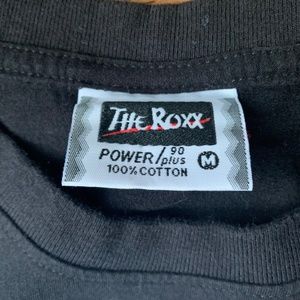 THE ROXX
POWER/90 plus M
100% COTTON